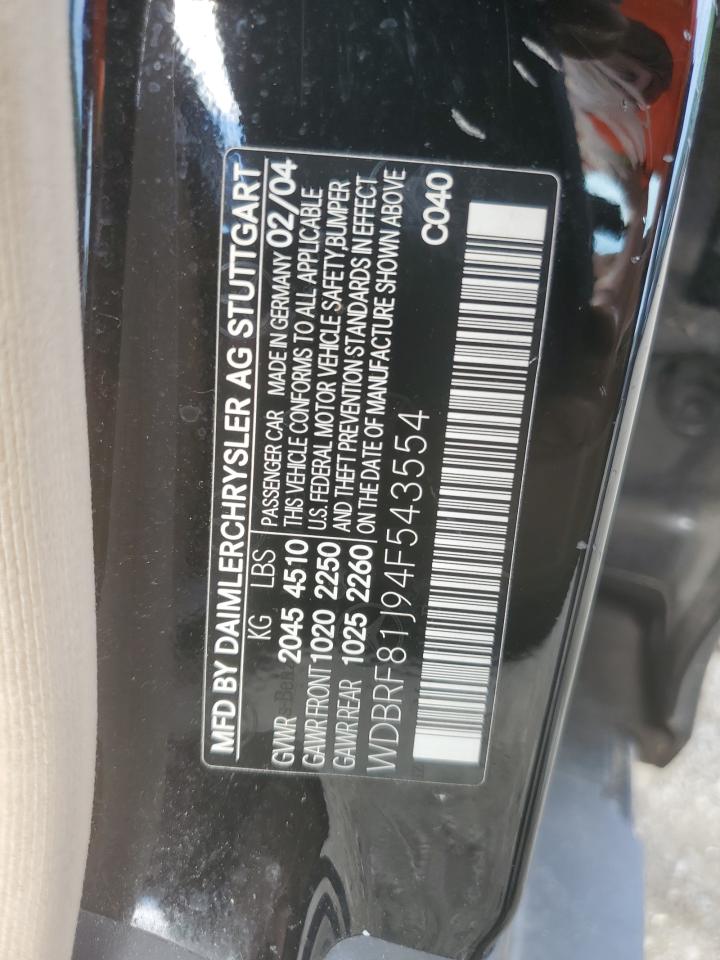 MFD BY DAIMLERCHRYSLER AG STUTTGART
KG LBS PASSENGER CAR MADE IN GERMANY 02/04
GVWR 2045 4510 THIS VEHICLE CONFORMS TO ALL APPLICABLE
GAWR FRONT 1020 2250 U.S. FEDERAL MOTOR VEHICLE SAFETY,BUMPER
GAWR REAR 1025 2260 AND THEFT PREVENTION STANDARDS IN EFFECT
ON THE DATE OF MANUFACTURE SHOWN ABOVE
WDBRF81J94F543554 C040